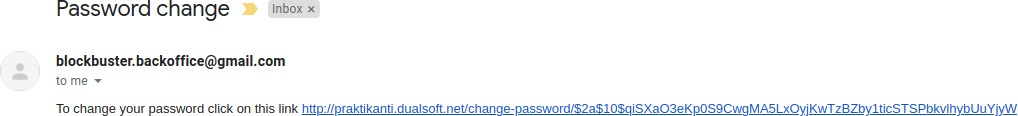 Password change Inbox ×
blockbuster.backoffice@gmail.com
to me
To change your password click on this link http://praktikanti.dualsoft.net/change-password/$2a$10$qiSXaO3eKp0S9CwgMA5LxOyjKwTzBZby1ticSTSPbkvlhybUuYjyW